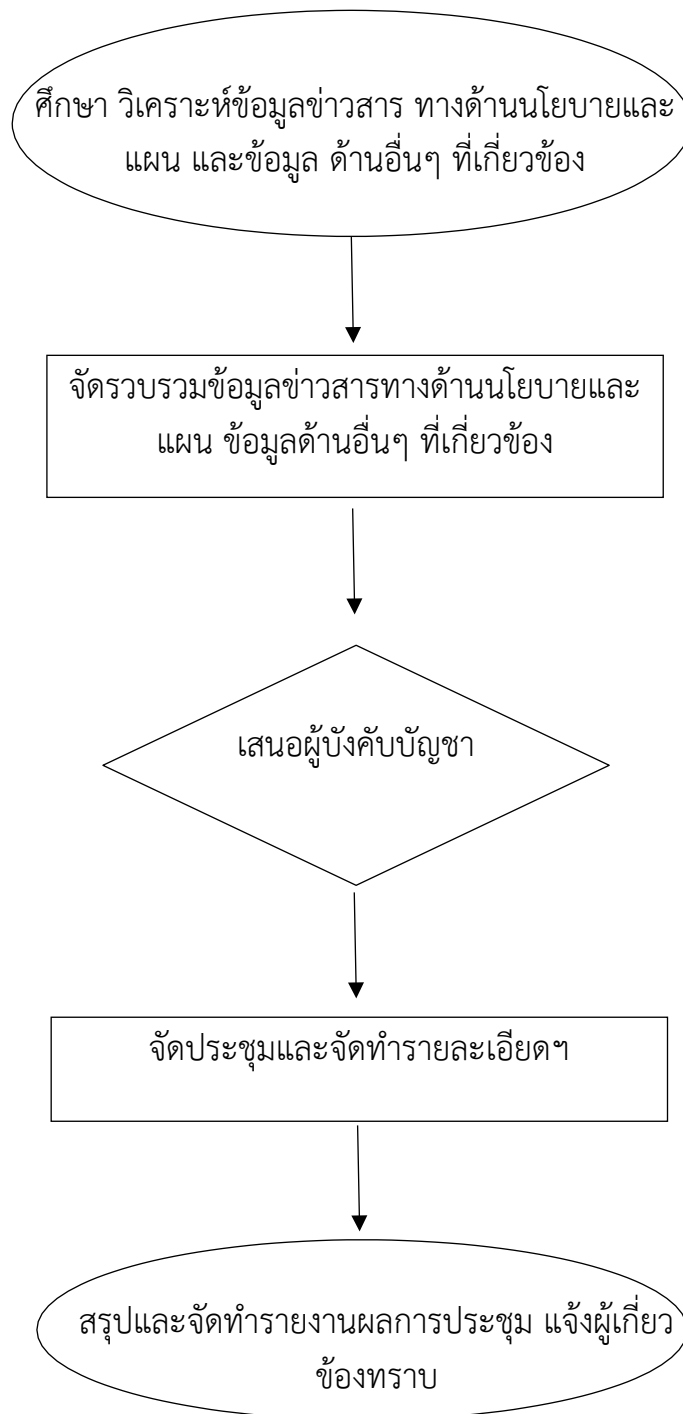 ศึกษา วิเคราะห์ข้อมูลข่าวสาร ทางด้านนโยบายและ
แผน และข้อมูล ด้านอื่นๆ ที่เกี่ยวข้อง
จัดรวบรวมข้อมูลข่าวสารทางด้านนโยบายและ
แผน ข้อมูลด้านอื่นๆ ที่เกี่ยวข้อง
เสนอผู้บังคับบัญชา
จัดประชุมและจัดทำรายละเอียดฯ
สรุปและจัดทำรายงานผลการประชุม แจ้งผู้เกี่ยว
ข้องทราบ